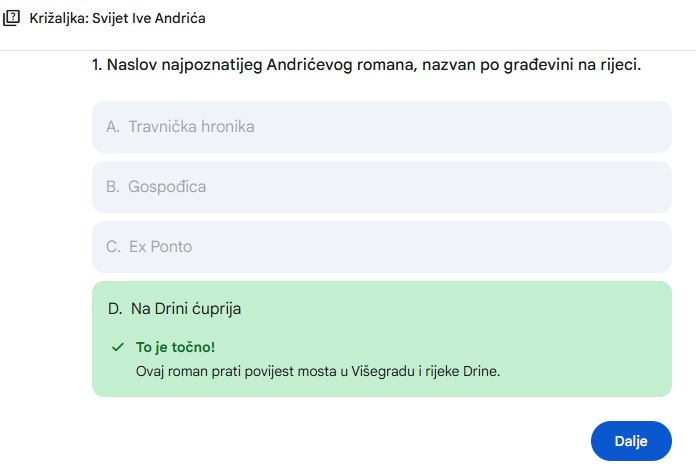 Križaljka: Svijet Ive Andrića
1. Naslov najpoznatijeg Andrićevog romana, nazvan po građevini na rijeci.
A. Travnička hronika
B. Gospođica
C. Ex Ponto
D. Na Drini ćuprija
To je točno!
Ovaj roman prati povijest mosta u Višegradu i rijeke Drine.
Dalje